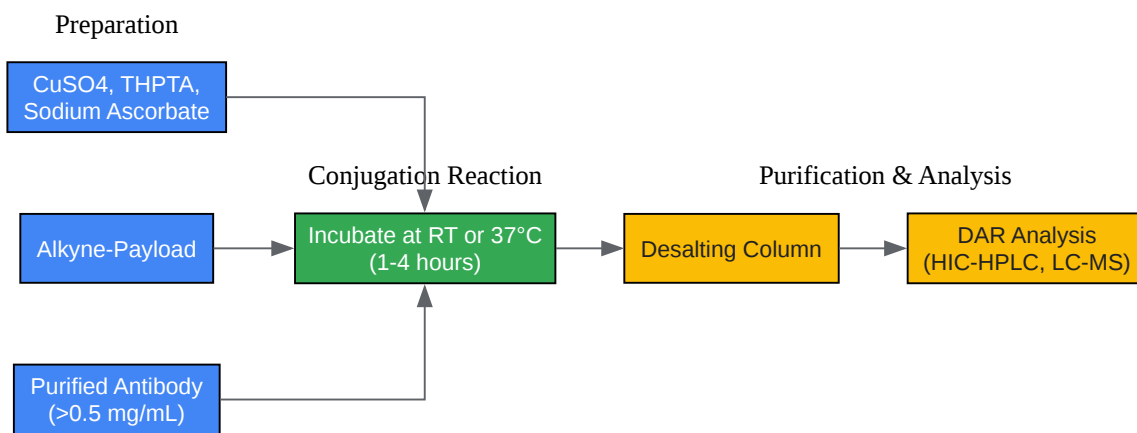 Preparation
CuSO4, THPTA,
Sodium Ascorbate
Conjugation Reaction
Purification & Analysis
Alkyne-Payload
Incubate at RT or 37°C
(1-4 hours)
Desalting Column
DAR Analysis
(HIC-HPLC, LC-MS)
Purified Antibody
(>0.5 mg/mL)